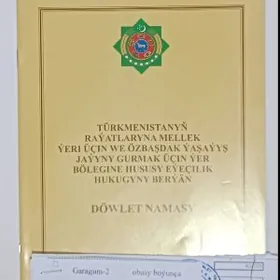 TÜRKMENISTANYŇ
RAÝATLARYNA MELLEK
ÝERI ÜÇIN WE ÖZBAŞDAK ÝAŞAÝYŞ
JAÝYNY GURMAK ÜÇIN ÝER
BÖLEGINE HUSUSY EÝEÇILIK
HUKUGYNY BERÝÄN
DÖWLET NAMASY
Garagum-2 obasy boýunça